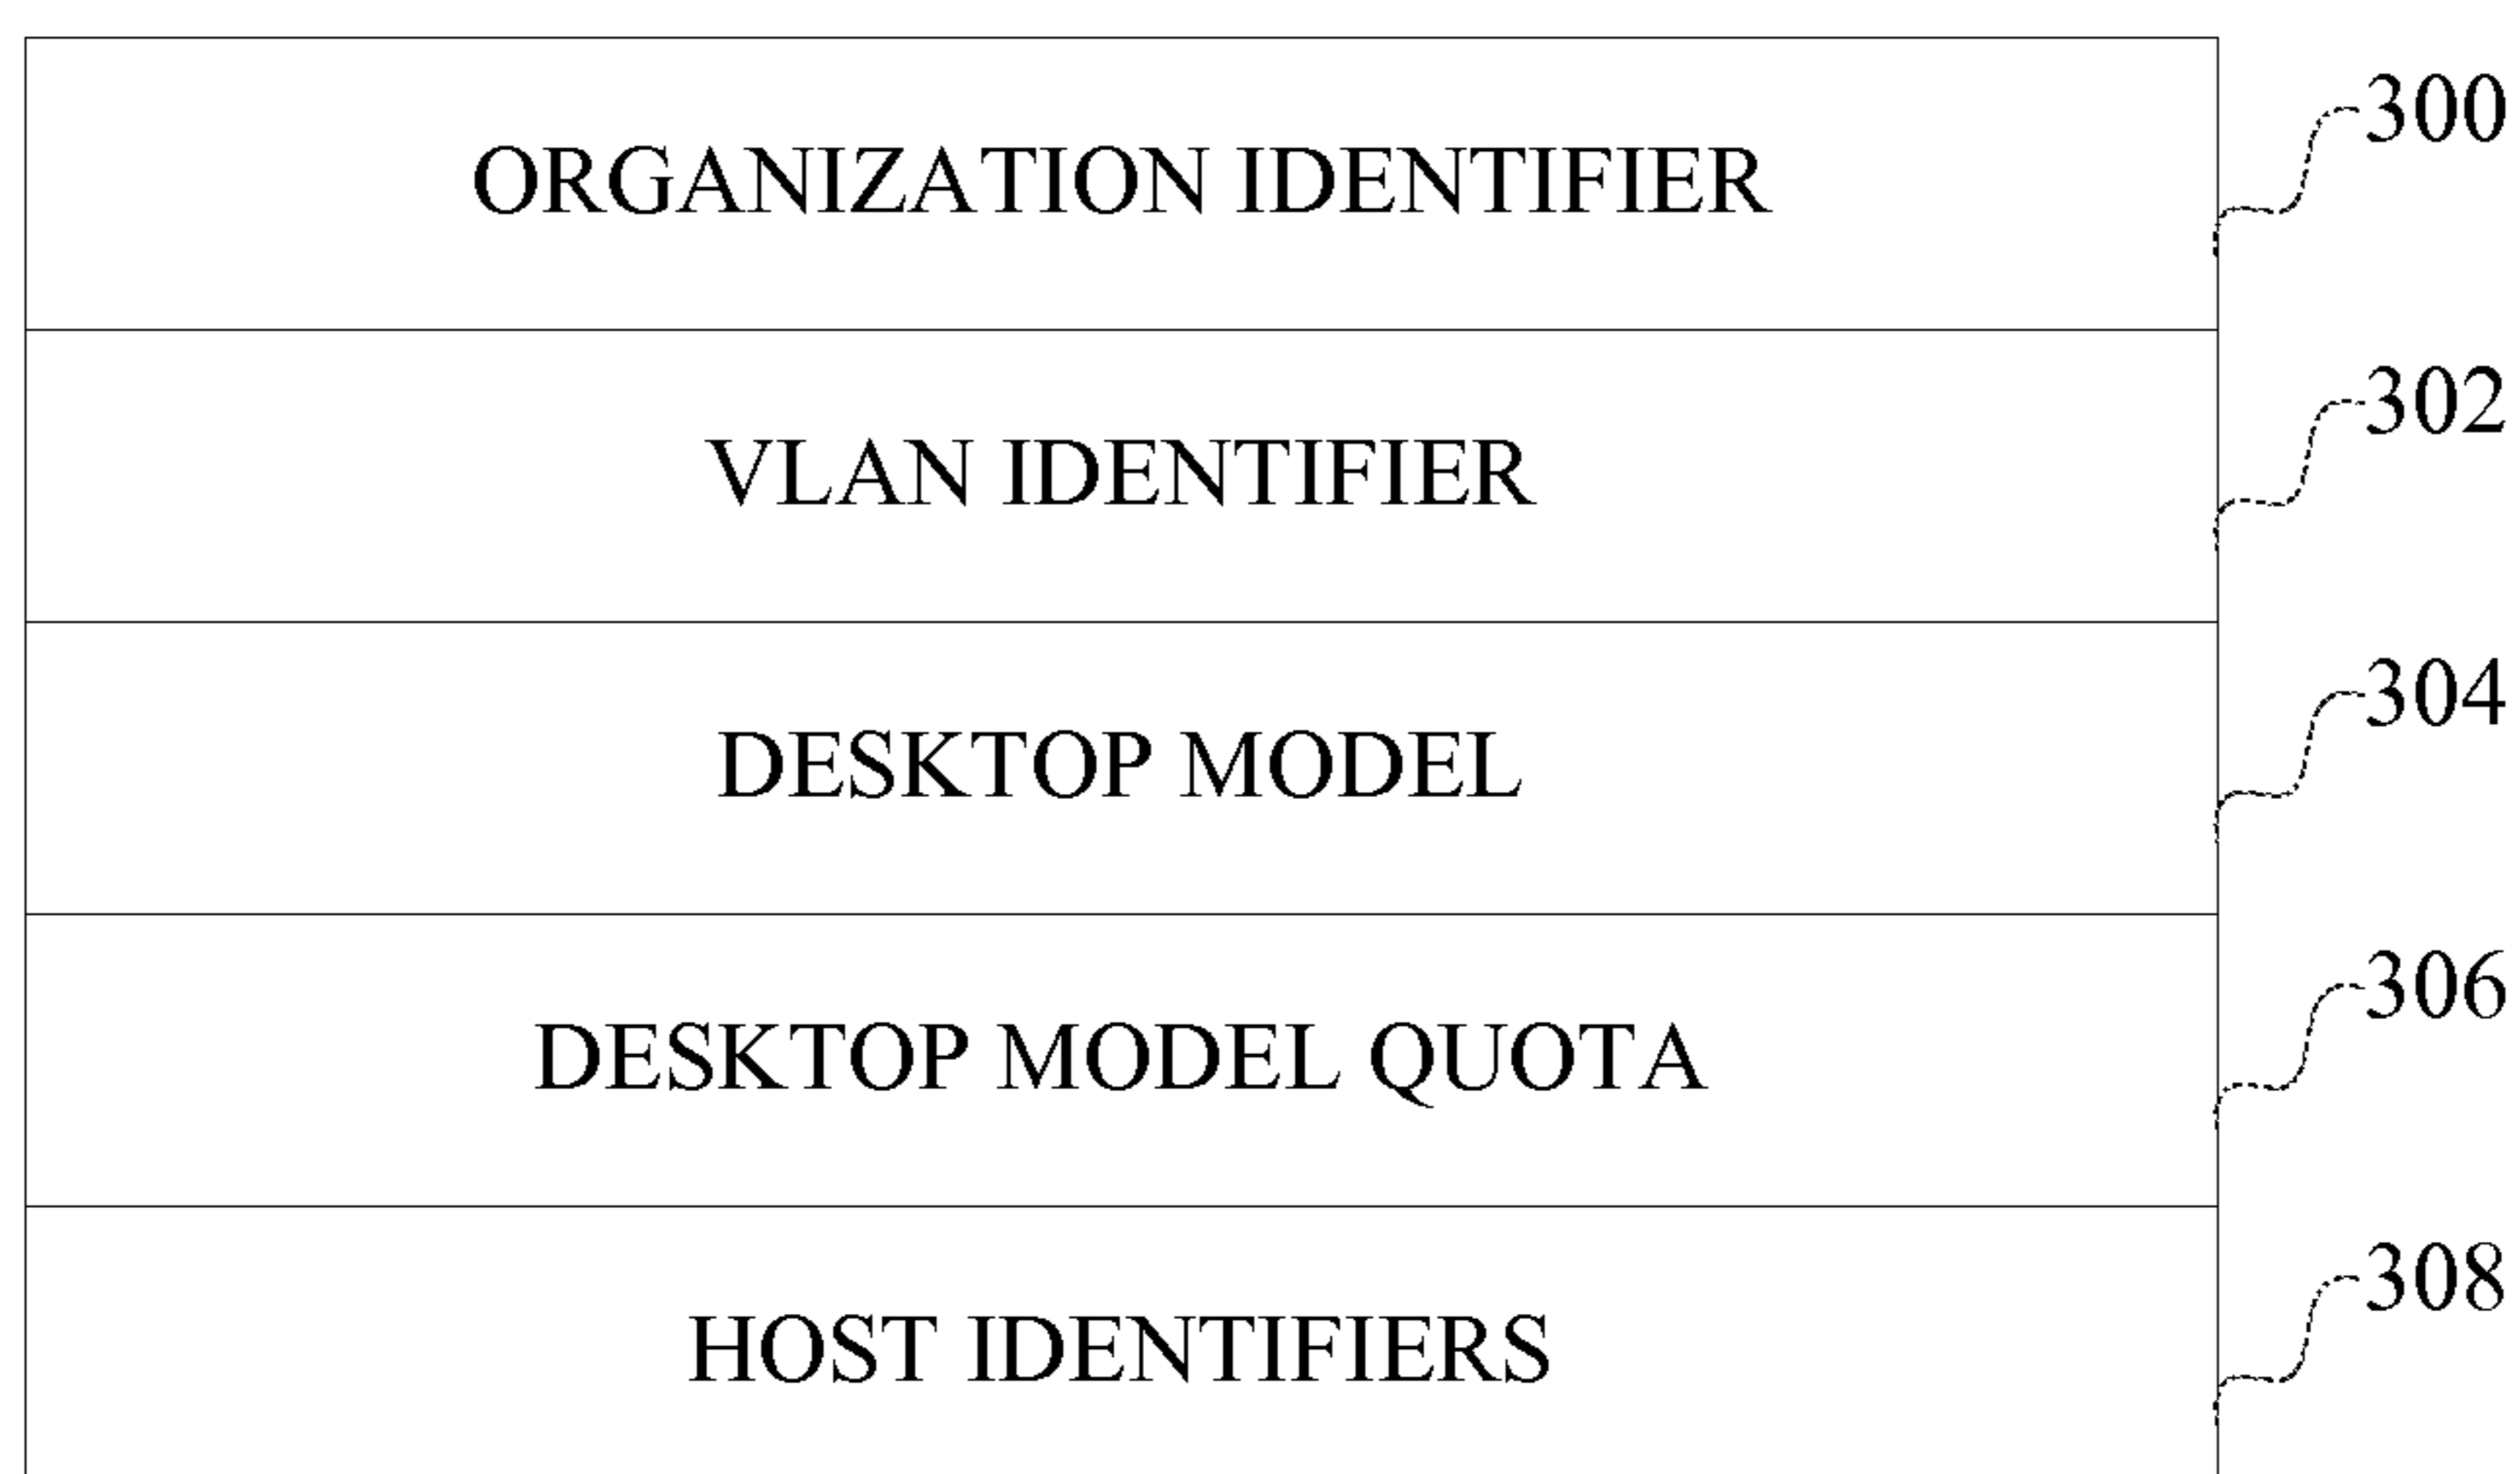 ORGANIZATION IDENTIFIER
300
VLAN IDENTIFIER
302
DESKTOP MODEL
304
DESKTOP MODEL QUOTA
306
HOST IDENTIFIERS
308